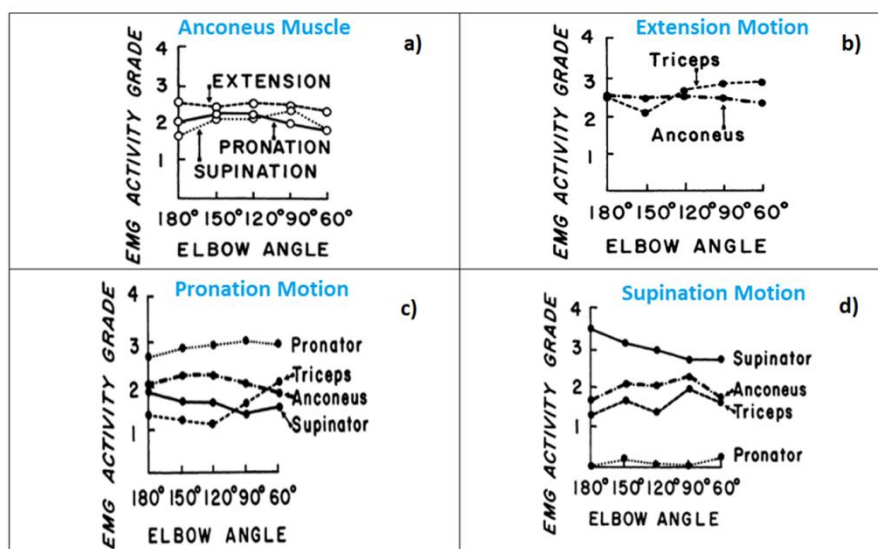 Anconeus Muscle
a)
EMG ACTIVITY GRADE
4
3
2
1
EXTENSION
PRONATION
SUPINATION
180° 150° 120° 90° 60°
ELBOW ANGLE
Extension Motion
b)
EMG ACTIVITY GRADE
4
3
2
1
Triceps
Anconeus
180° 150° 120° 90° 60°
ELBOW ANGLE
Pronation Motion
c)
EMG ACTIVITY GRADE
4
3
2
1
Pronator
Triceps
Anconeus
Supinator
180° 150° 120° 90° 60°
ELBOW ANGLE
Supination Motion
d)
EMG ACTIVITY GRADE
4
3
2
1
Supinator
Anconeus
Triceps
Pronator
180° 150° 120° 90° 60°
ELBOW ANGLE